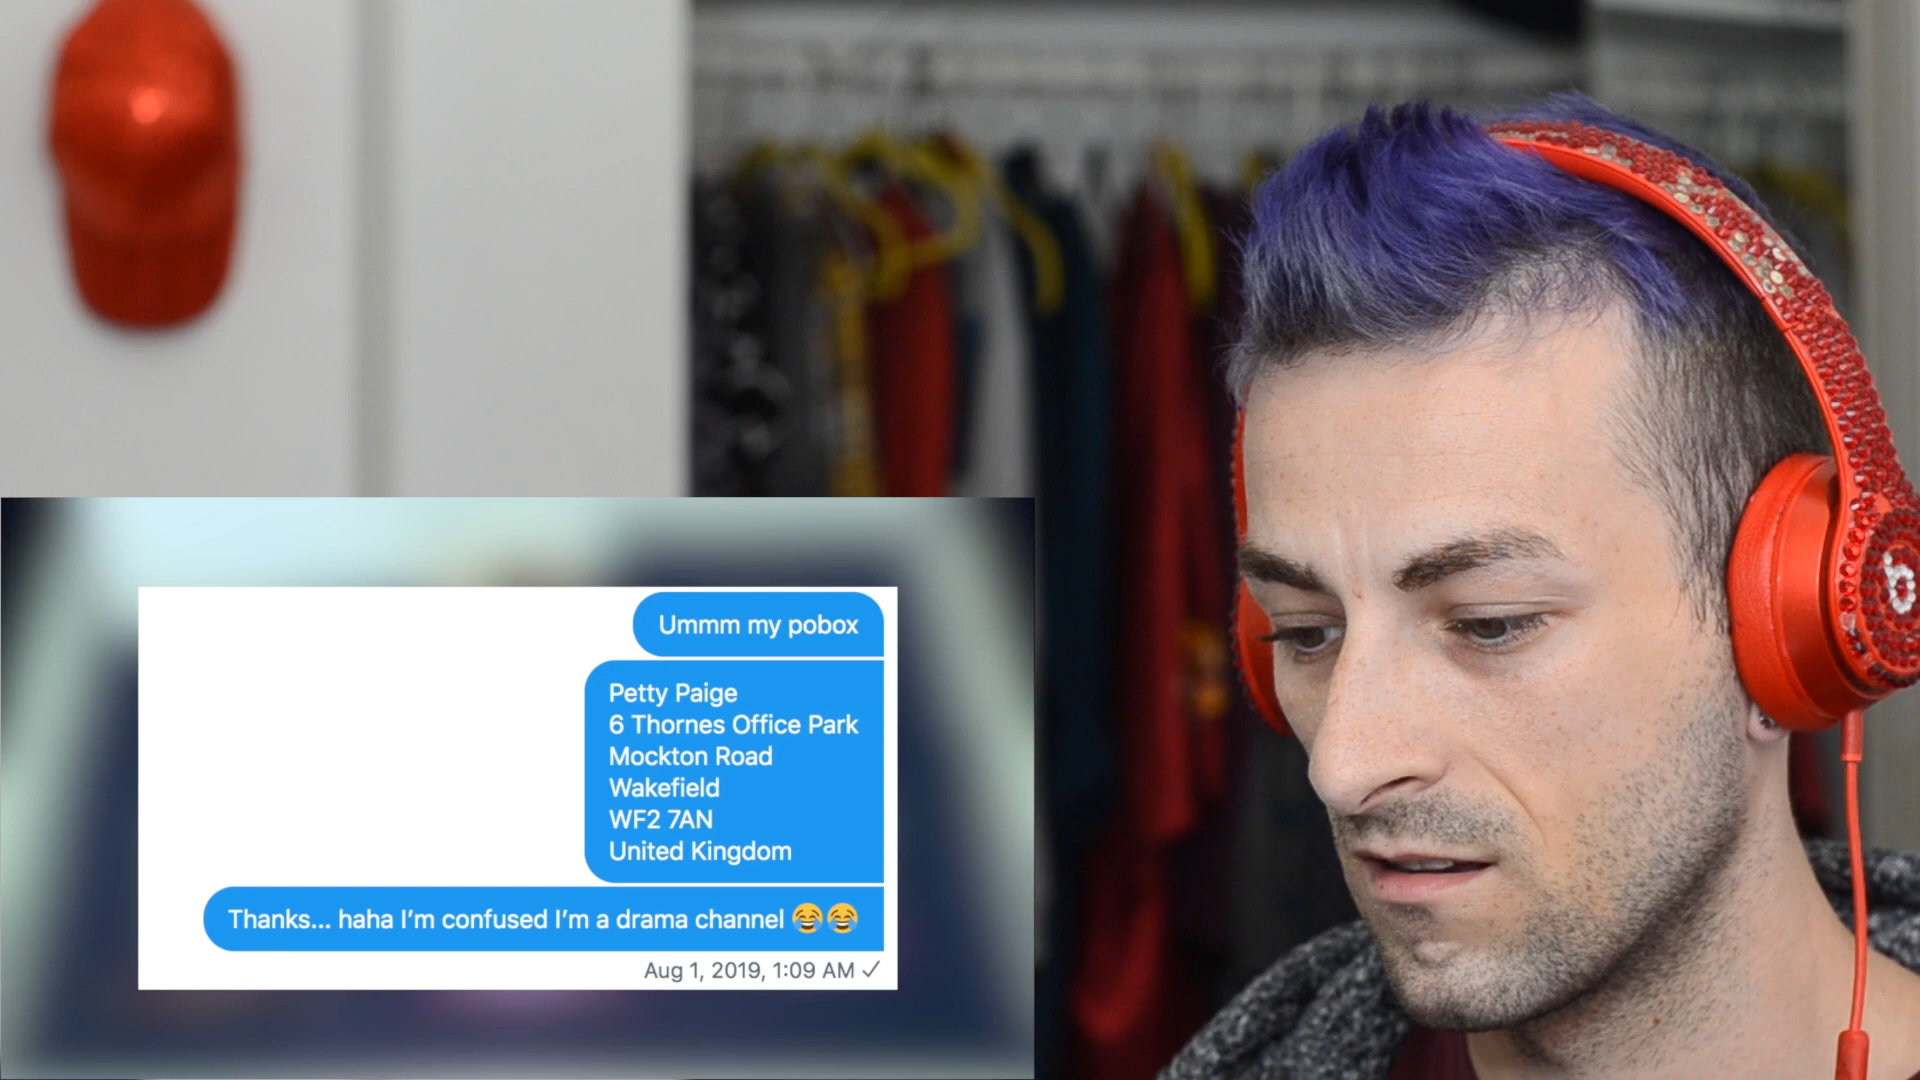 Ummm my pobox
Petty Paige
6 Thornes Office Park
Mockton Road
Wakefield
WF2 7AN
United Kingdom
Thanks... haha I'm confused I'm a drama channel 😂😂
Aug 1, 2019, 1:09 AM ✓